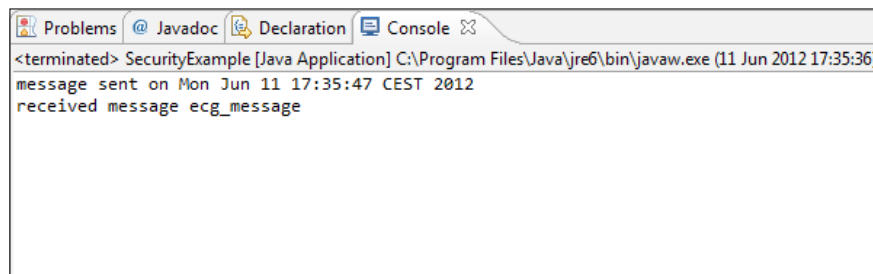 Problems @ Javadoc Declaration Console
<terminated> SecurityExample [Java Application] C:\Program Files\Java\jre6\bin\javaw.exe (11 Jun 2012 17:35:36)
message sent on Mon Jun 11 17:35:47 CEST 2012
received message ecg_message